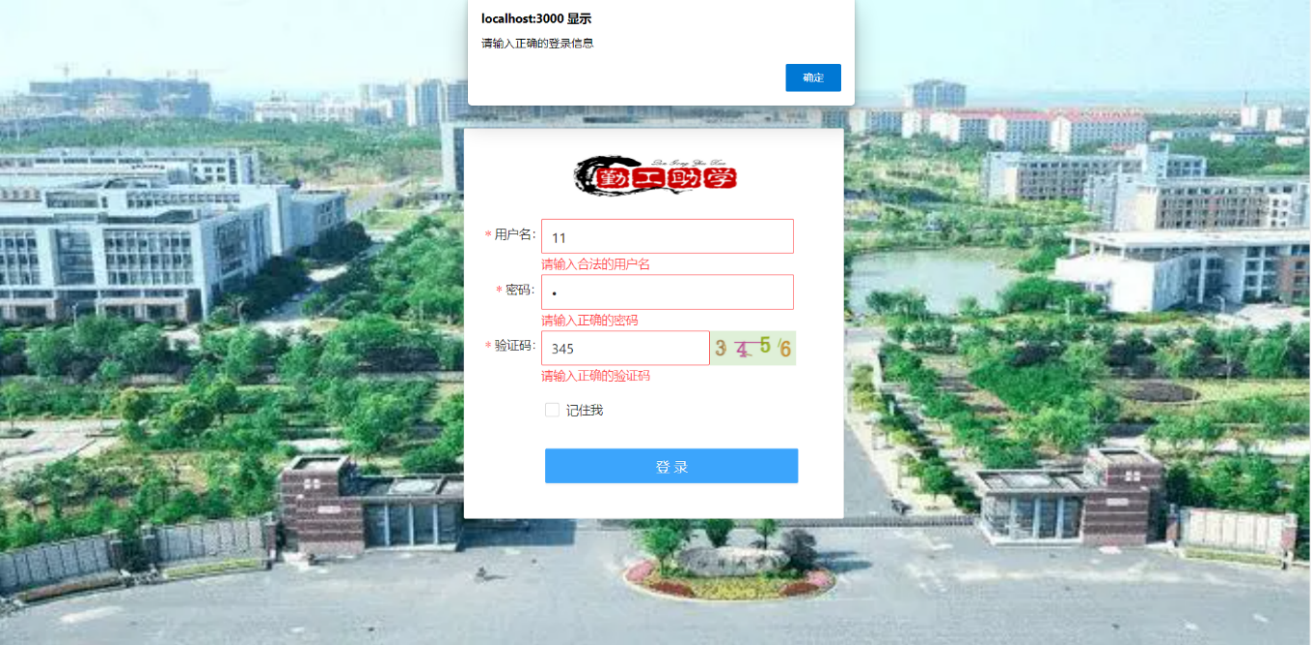 localhost:3000 显示
请输入正确的登录信息
确定
勤工助学
* 用户名: 11
请输入合法的用户名
* 密码: •
请输入正确的密码
* 验证码: 345 3 4 5 6
请输入正确的验证码
记住我
登 录